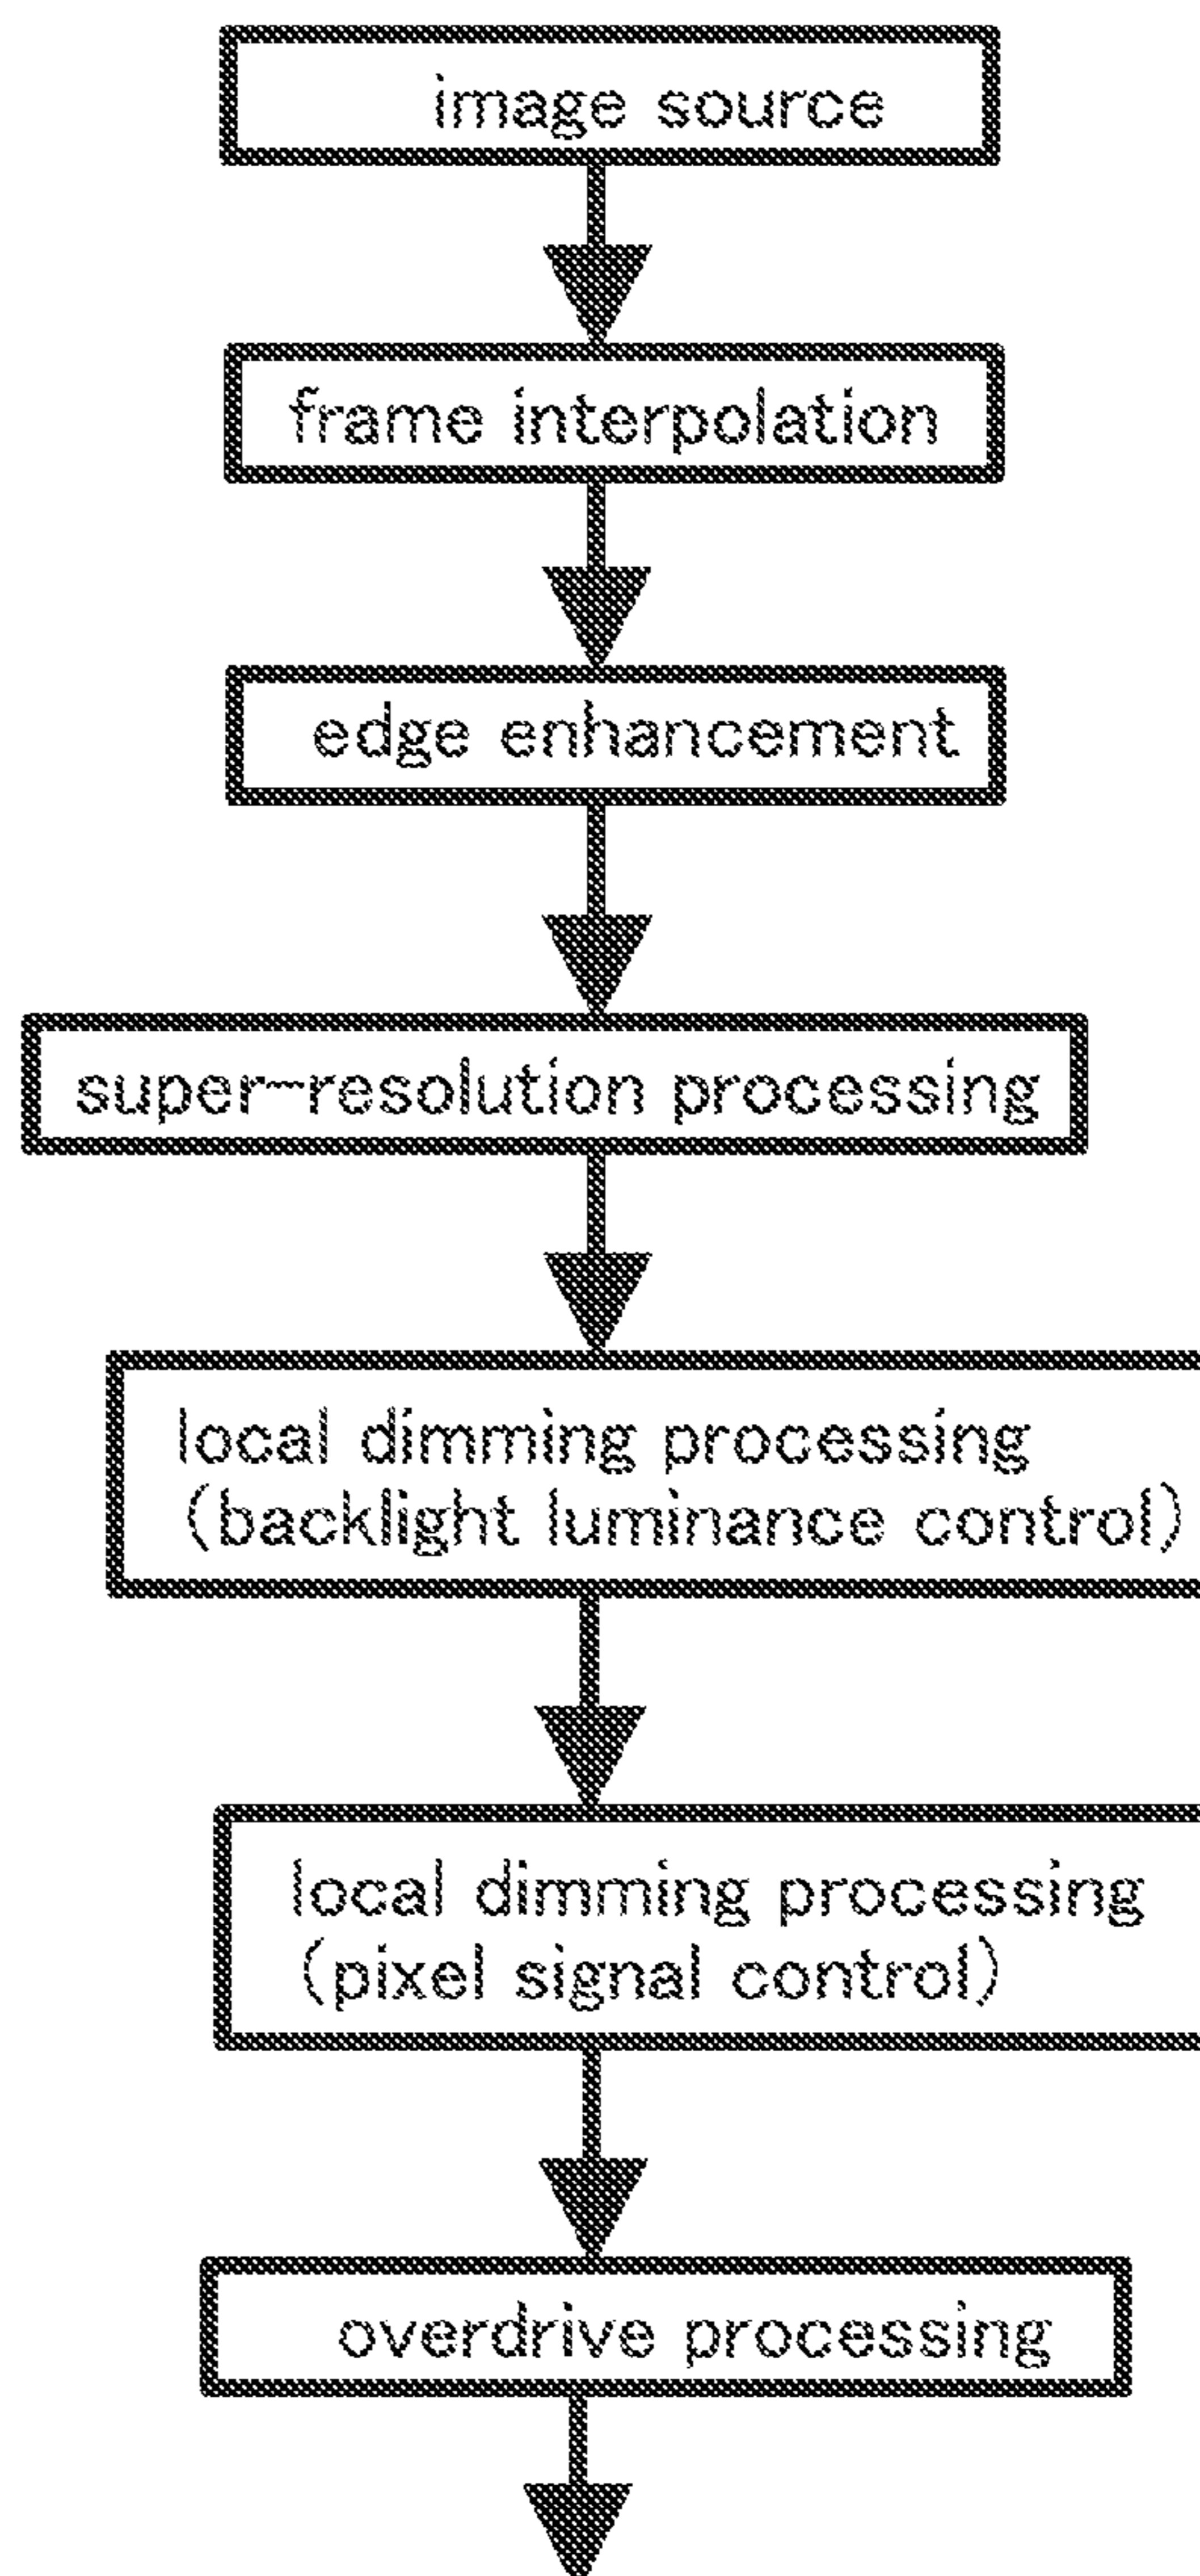 image source
frame interpolation
edge enhancement
super-resolution processing
local dimming processing
(backlight luminance control)
local dimming processing
(pixel signal control)
overdrive processing